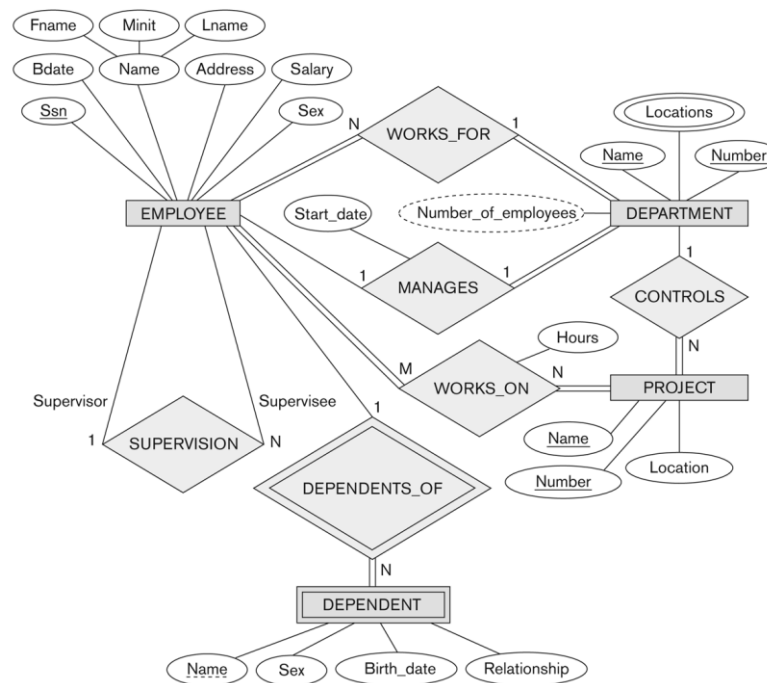 Fname
Minit
Lname
Bdate
Name
Address
Salary
Ssn
Sex
N
WORKS_FOR
1
Locations
Name
Number
EMPLOYEE
Start_date
Number_of_employees
DEPARTMENT
1
MANAGES
1
1
CONTROLS
Hours
M
WORKS_ON
N
N
PROJECT
Supervisor
Supervisee
1
SUPERVISION
N
1
Name
Number
Location
DEPENDENTS_OF
N
DEPENDENT
Name
Sex
Birth_date
Relationship